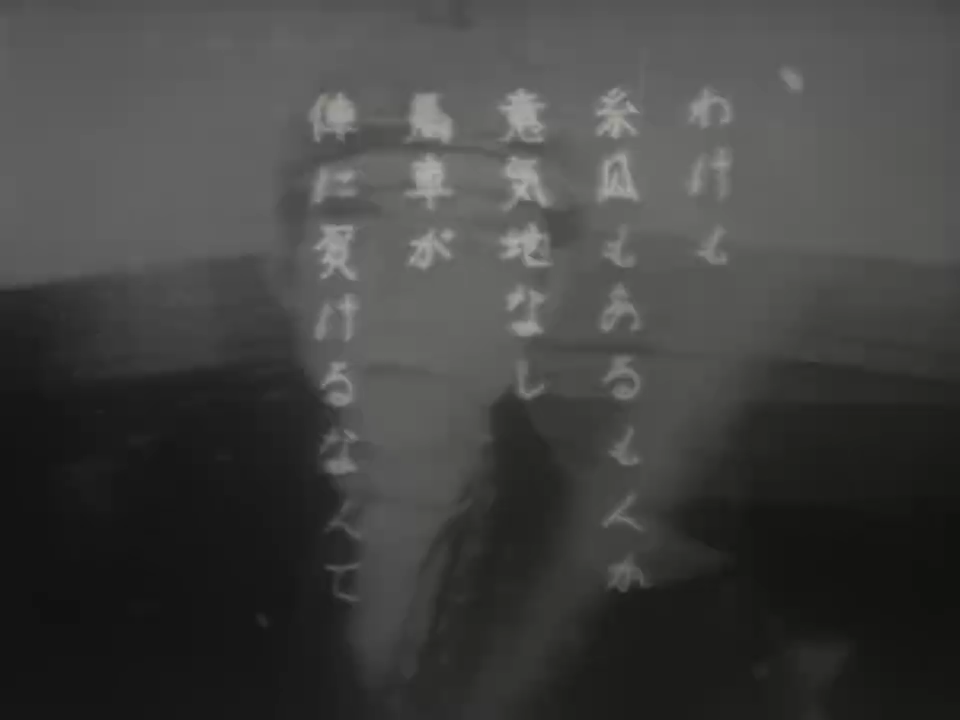 わけも
糸瓜もあるもんか
意気地なし
馬車が
俥に負けるなんて